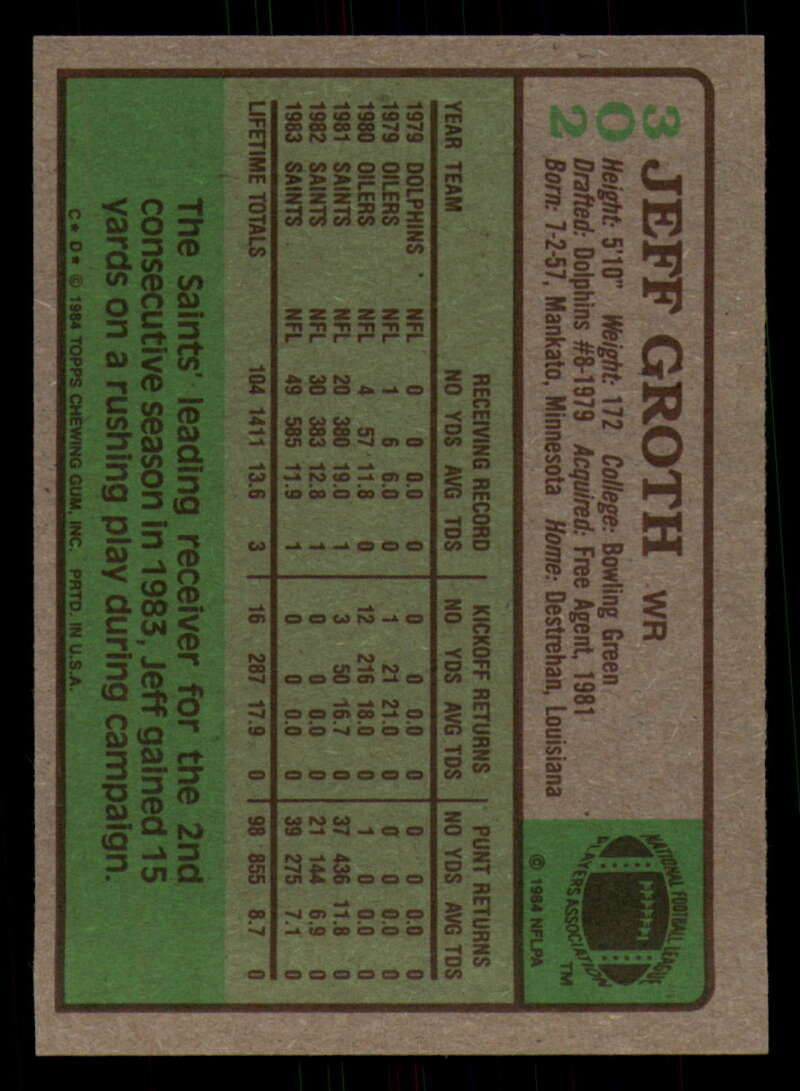 302
JEFF GROTH WR
Height: 5'10" Weight: 172 College: Bowling Green
Drafted: Dolphins #8-1979 Acquired: Free Agent, 1981
Born: 7-2-57, Mankato, Minnesota Home: Destrehan, Louisiana
NATIONAL FOOTBALL LEAGUE
PLAYERS ASSOCIATION
TM
© 1984 NFLPA
RECEIVING RECORD KICKOFF RETURNS PUNT RETURNS
YEAR TEAM NO YDS AVG TDS NO YDS AVG TDS NO YDS AVG TDS
1979 DOLPHINS NFL 0 0 0.0 0 0 0 0.0 0 0 0 0.0 0
1979 OILERS NFL 1 6 6.0 0 1 21 21.0 0 0 0 0.0 0
1980 OILERS NFL 4 57 11.8 0 12 216 18.0 0 1 0 0.0 0
1981 SAINTS NFL 20 380 19.0 1 3 50 16.7 0 37 436 11.8 0
1982 SAINTS NFL 30 383 12.8 1 0 0 0.0 0 21 144 6.9 0
1983 SAINTS NFL 49 585 11.9 1 0 0 0.0 0 39 275 7.1 0
LIFETIME TOTALS 104 1411 13.6 3 16 287 17.9 0 98 855 8.7 0
The Saints' leading receiver for the 2nd
consecutive season in 1983, Jeff gained 15
yards on a rushing play during campaign.
C* D* © 1984 TOPPS CHEWING GUM, INC. PRTD. IN U.S.A.